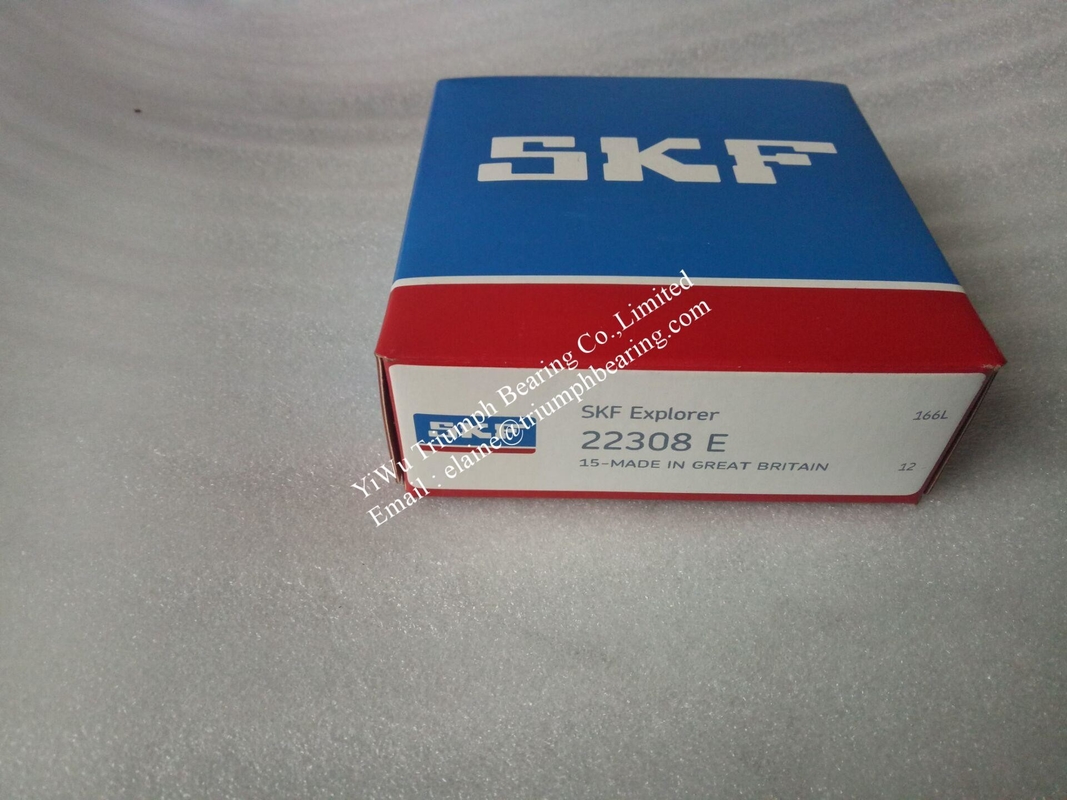 SKF
YiWu Triumph Bearing Co.,Limited
Email : elaine@triumphbearing.com
SKF
SKF Explorer
166L
22308 E
15-MADE IN GREAT BRITAIN
12